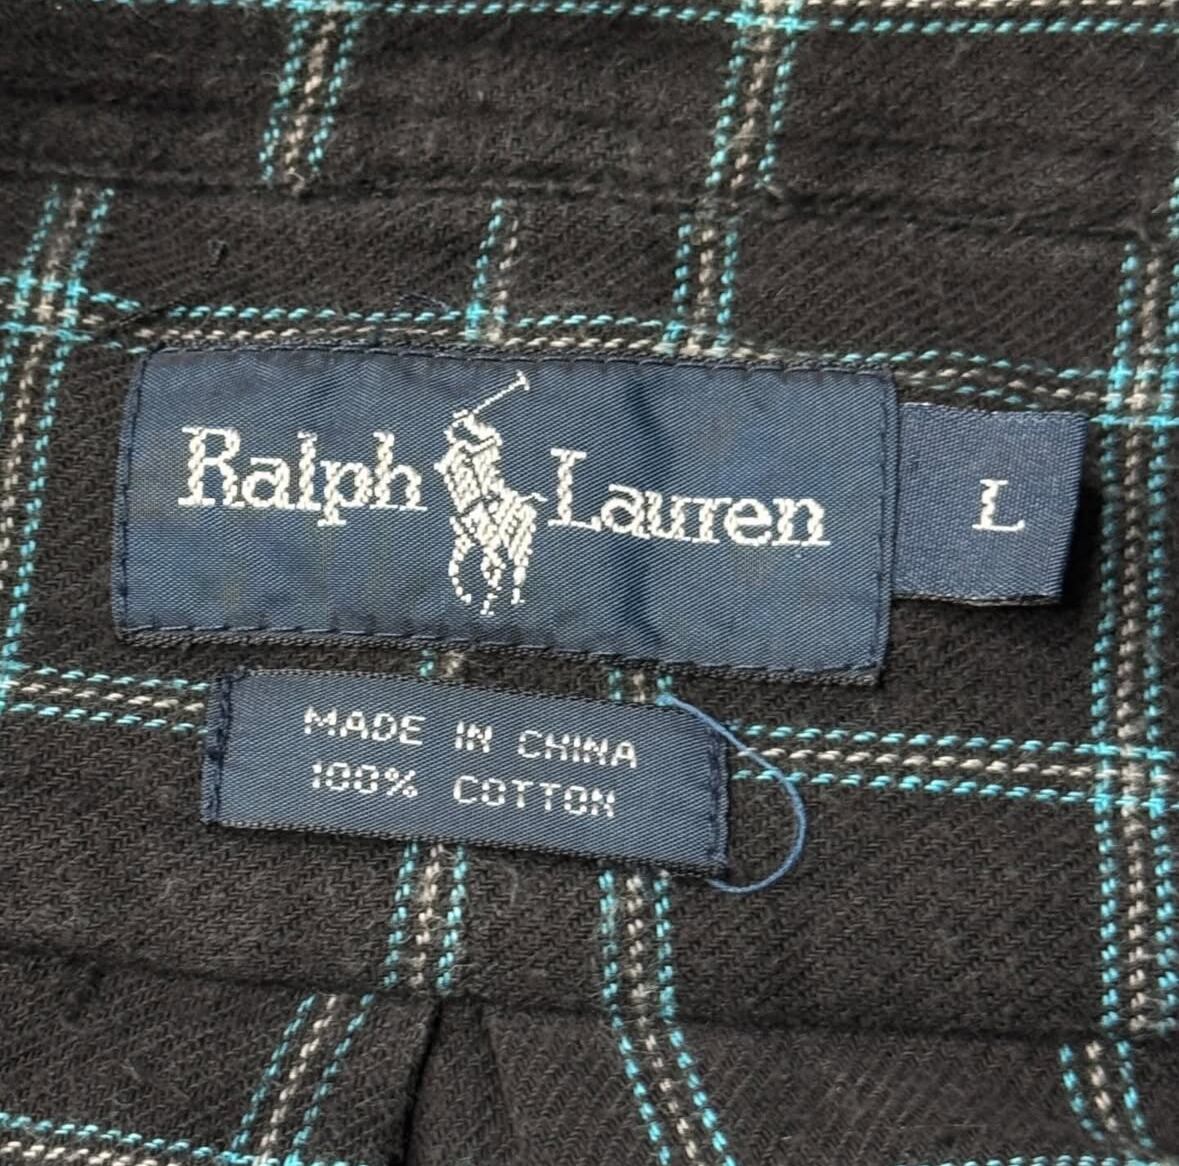 Ralph Lauren
L
MADE IN CHINA
100% COTTON